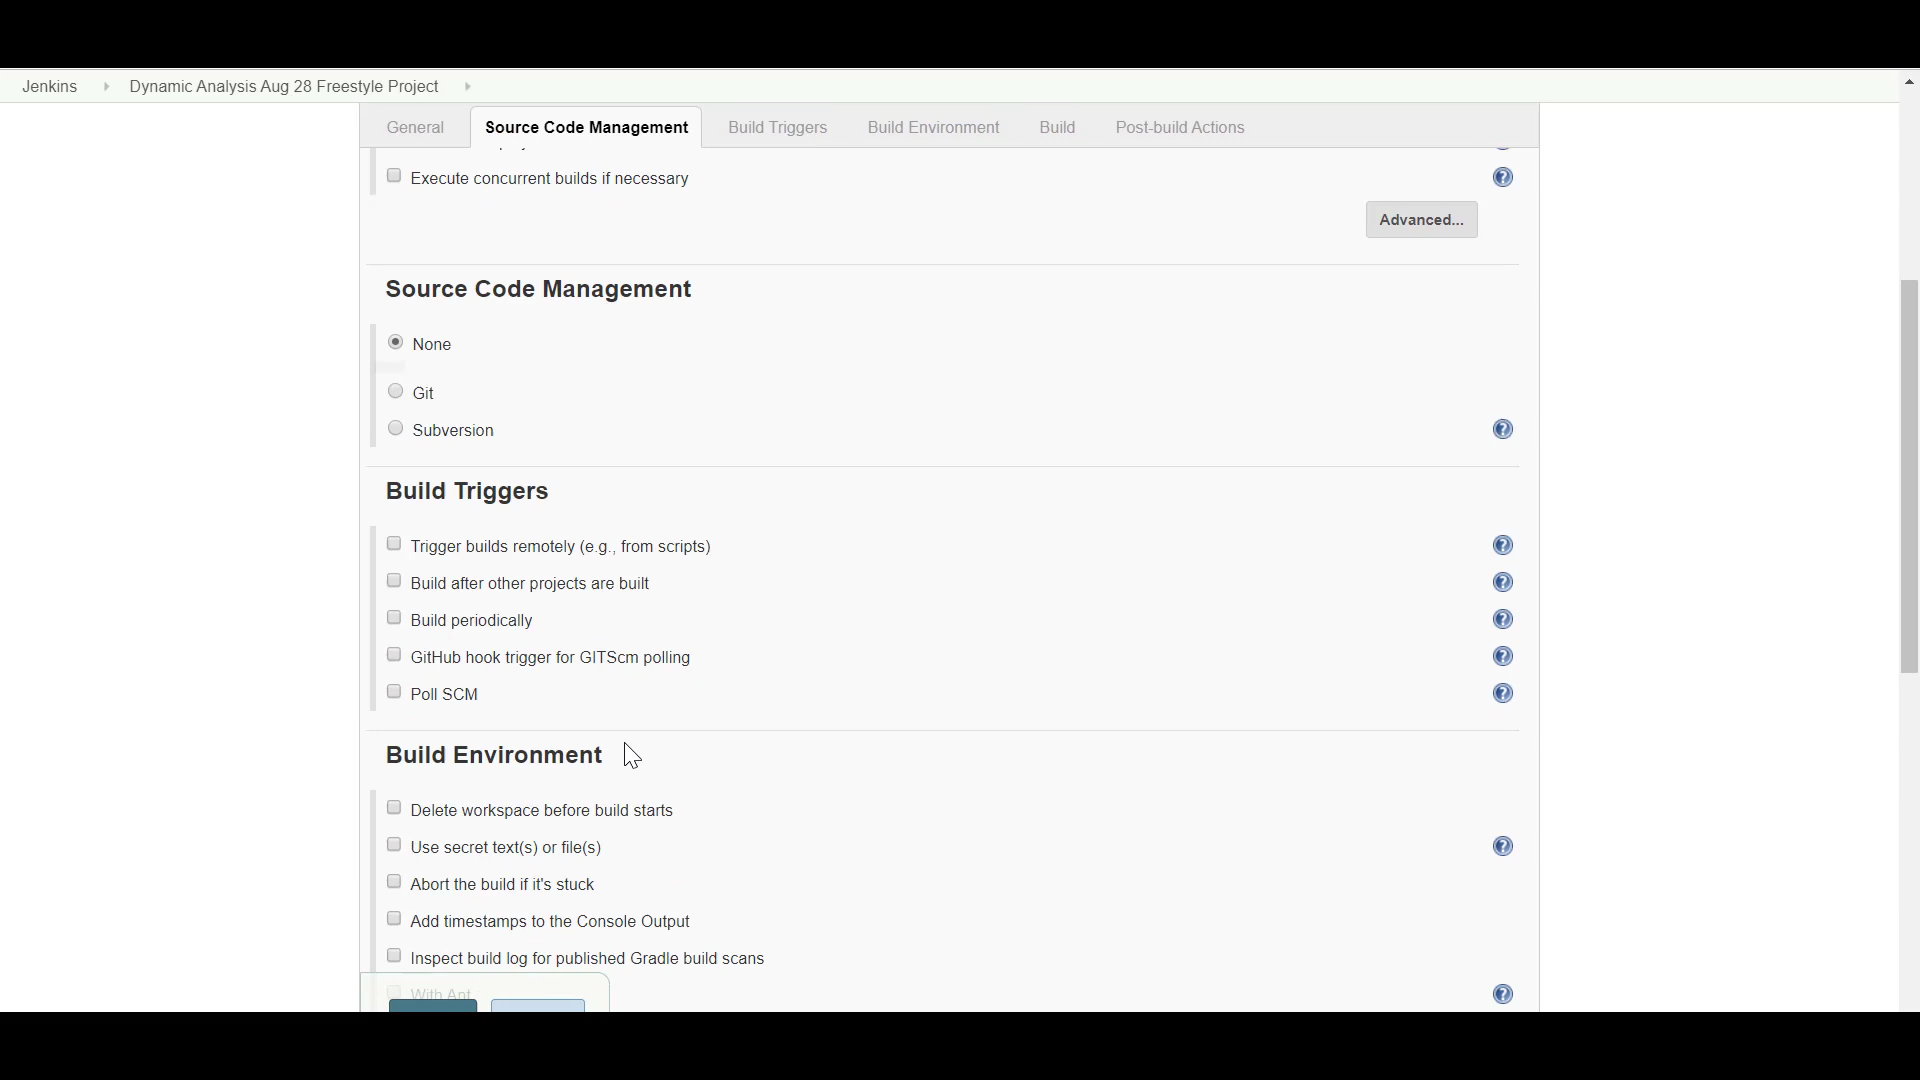 Jenkins
Dynamic Analysis Aug 28 Freestyle Project
General
Source Code Management
Build Triggers
Build Environment
Build
Post-build Actions
Execute concurrent builds if necessary
Advanced...
Source Code Management
None
Git
Subversion
Build Triggers
Trigger builds remotely (e.g., from scripts)
Build after other projects are built
Build periodically
GitHub hook trigger for GITScm polling
Poll SCM
Build Environment
Delete workspace before build starts
Use secret text(s) or file(s)
Abort the build if it's stuck
Add timestamps to the Console Output
Inspect build log for published Gradle build scans
With Ant